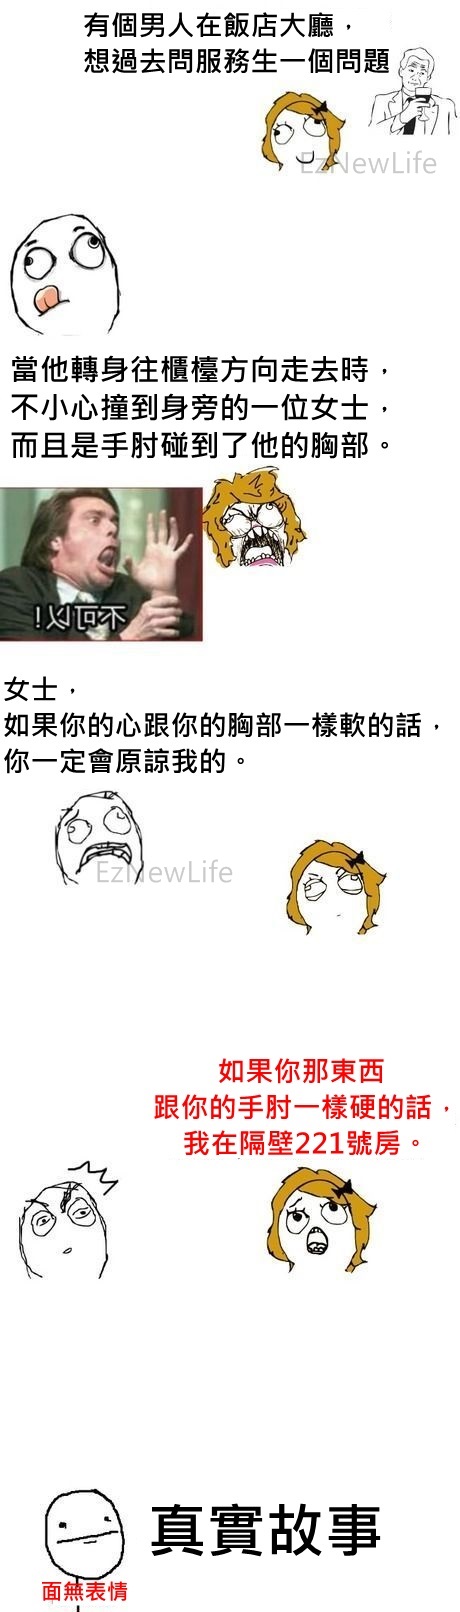 有個男人在飯店大廳，
想過去問服務生一個問題
EzNewLife
當他轉身往櫃檯方向走去時，
不小心撞到身旁的一位女士，
而且是手肘碰到了他的胸部。
不可以!
女士，
如果你的心跟你的胸部一樣軟的話，
你一定會原諒我的。
EzNewLife
如果你那東西
跟你的手肘一樣硬的話，
我在隔壁221號房。
真實故事
面無表情